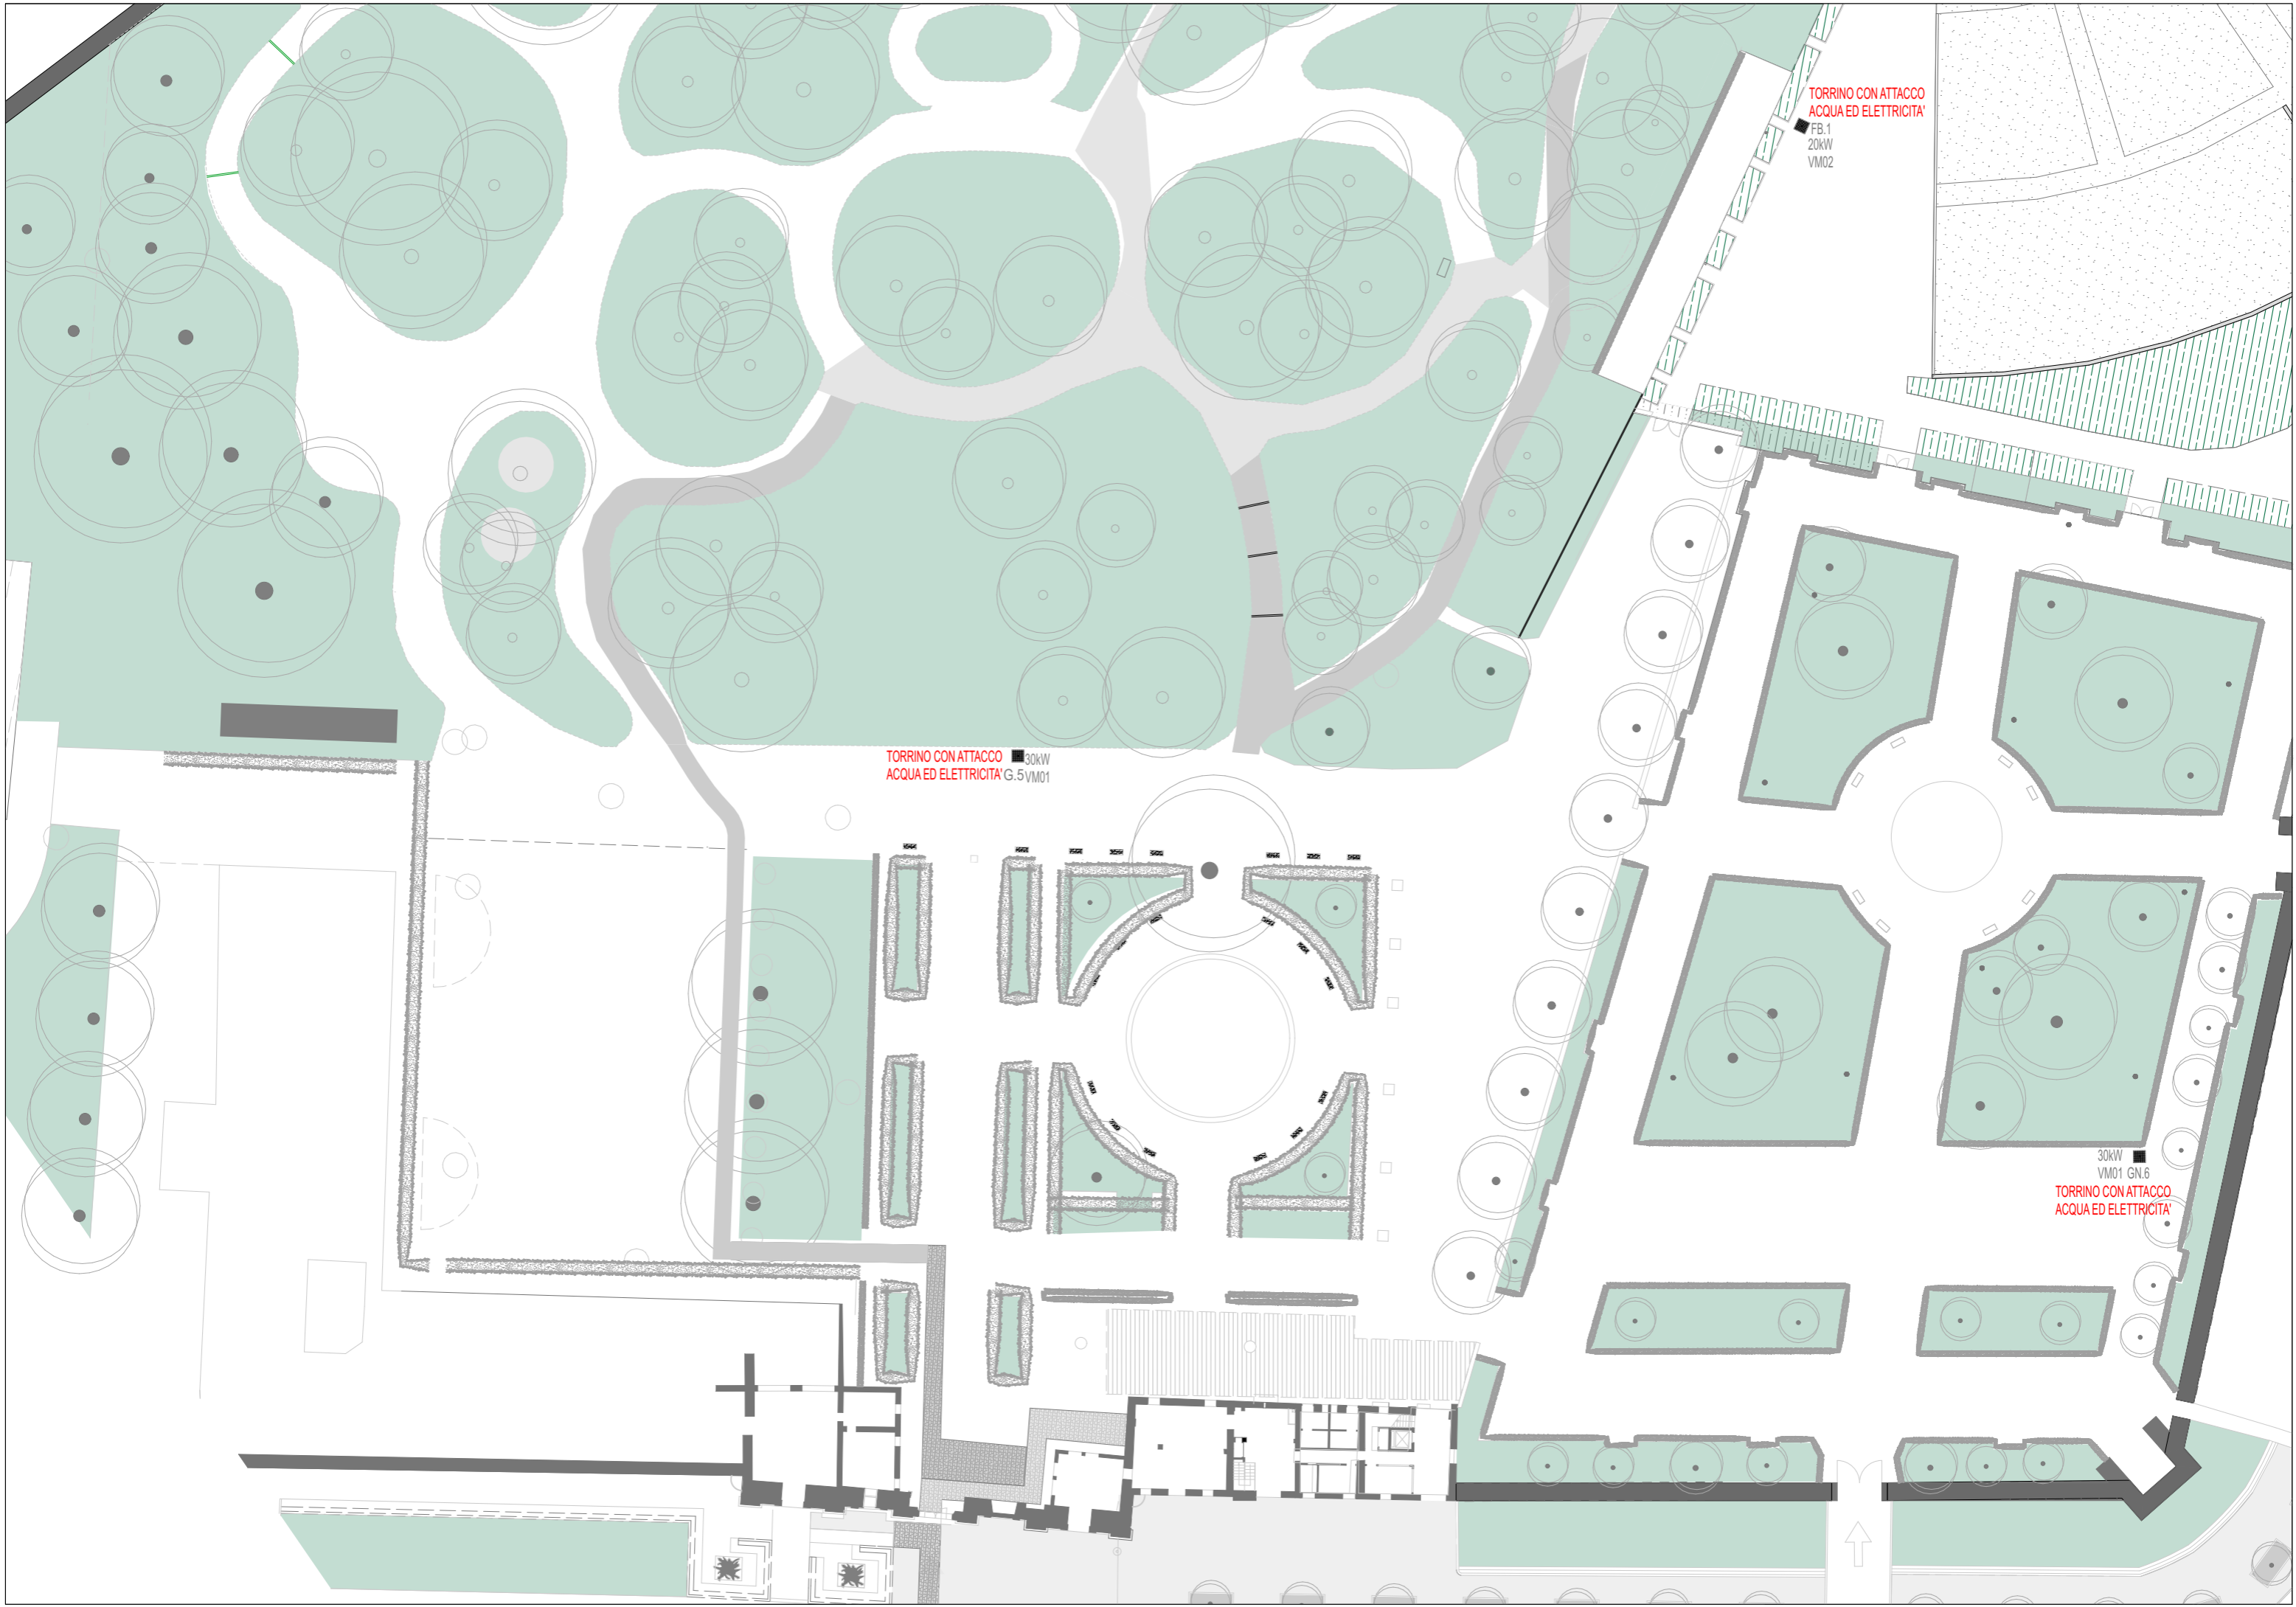 TORRINO CON ATTACCO
ACQUA ED ELETTRICITA'
FB.1
20kW
VM02
TORRINO CON ATTACCO 30kW
ACQUA ED ELETTRICITA' G.5 VM01
30kW
VM01 GN.6
TORRINO CON ATTACCO
ACQUA ED ELETTRICITA'